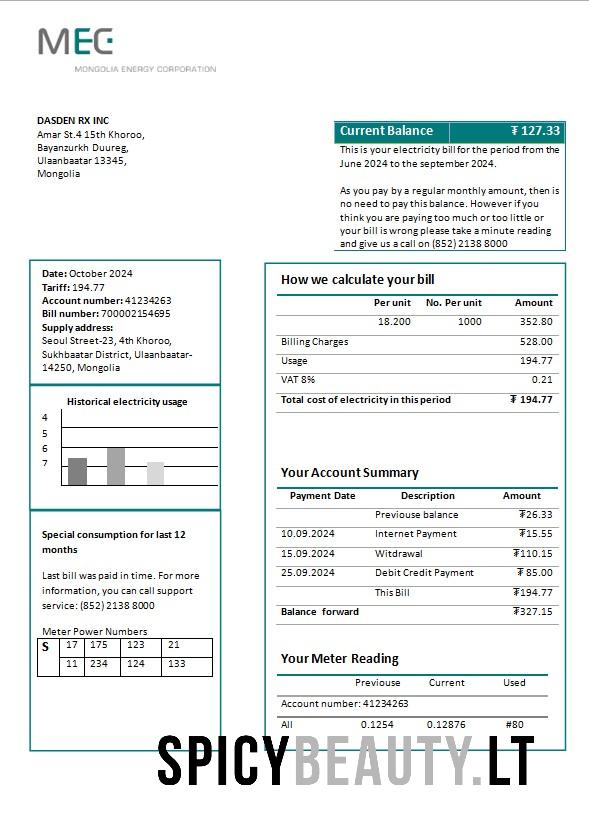 MEC
MONGOLIA ENERGY CORPORATION
DASDEN RX INC
Amar St.4 15th Khoroo,
Bayanzurkh Duureg,
Ulaanbaatar 13345,
Mongolia
Current Balance ₮ 127.33
This is your electricity bill for the period from the
June 2024 to the september 2024.
As you pay by a regular monthly amount, then is
no need to pay this balance. However if you
think you are paying too much or too little or
your bill is wrong please take a minute reading
and give us a call on (852) 2138 8000
Date: October 2024
Tariff: 194.77
Account number: 41234263
Bill number: 700002154695
Supply address:
Seoul Street-23, 4th Khoroo,
Sukhbaatar District, Ulaanbaatar-
14250, Mongolia
Historical electricity usage
4
5
6
7
Special consumption for last 12
months
Last bill was paid in time. For more
information, you can call support
service: (852) 2138 8000
Meter Power Numbers
S 17 175 123 21
11 234 124 133
How we calculate your bill
Per unit No. Per unit Amount
18.200 1000 352.80
Billing Charges 528.00
Usage 194.77
VAT 8% 0.21
Total cost of electricity in this period ₮ 194.77
Your Account Summary
Payment Date Description Amount
Previouse balance ₮26.33
10.09.2024 Internet Payment ₮15.55
15.09.2024 Witdrawal ₮110.15
25.09.2024 Debit Credit Payment ₮ 85.00
This Bill ₮194.77
Balance forward ₮327.15
Your Meter Reading
Previouse Current Used
Account number: 41234263
All 0.1254 0.12876 #80
SPICYBEAUTY.LT